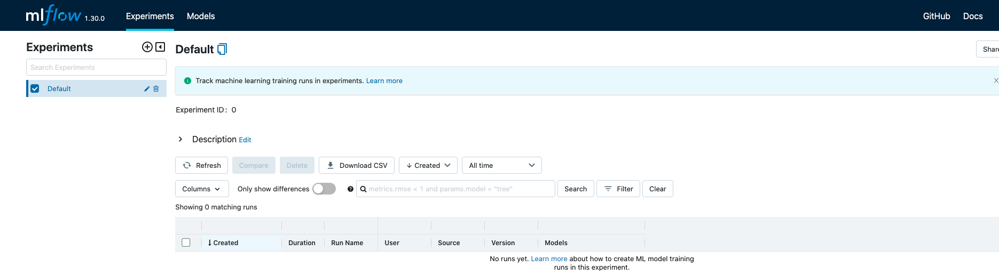 mlflow 1.30.0 Experiments Models GitHub Docs
Experiments
Search Experiments
Default
Default
Share
Track machine learning training runs in experiments. Learn more
Experiment ID: 0
Description Edit
Refresh Compare Delete Download CSV ↓ Created All time
Columns Only show differences metrics.rmse < 1 and params.model = "tree" Search Filter Clear
Showing 0 matching runs
↓ Created Duration Run Name User Source Version Models
No runs yet. Learn more about how to create ML model training
runs in this experiment.